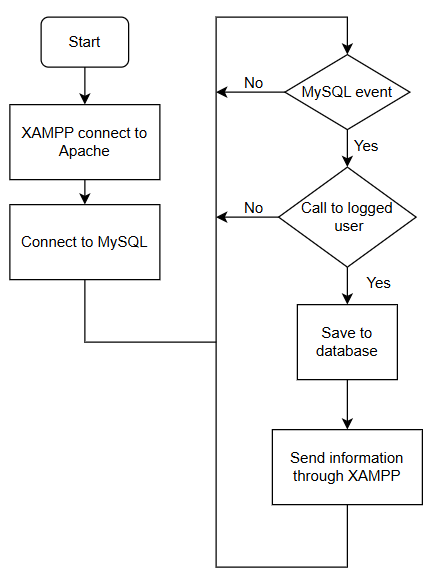 Start
XAMPP connect to
Apache
Connect to MySQL
MySQL event
No
Yes
Call to logged
user
No
Yes
Save to
database
Send information
through XAMPP